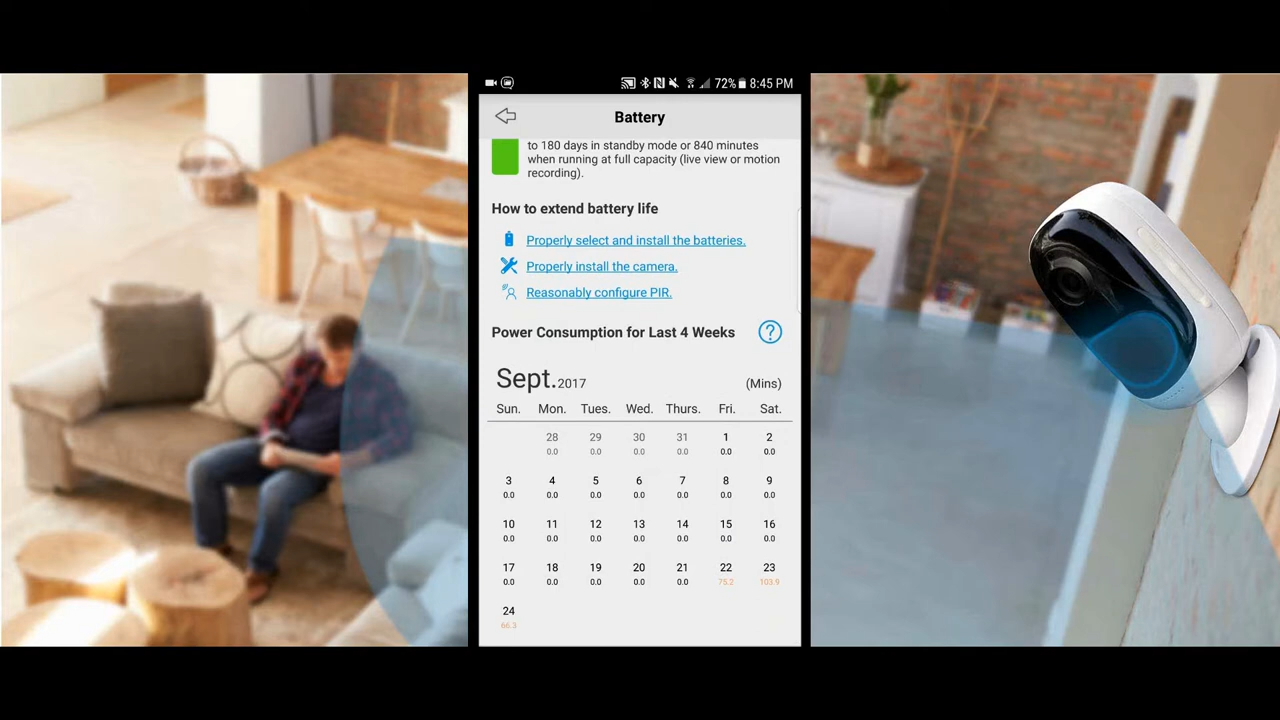 72% 8:45 PM
Battery
to 180 days in standby mode or 840 minutes
when running at full capacity (live view or motion
recording).
How to extend battery life
Properly select and install the batteries.
Properly install the camera.
Reasonably configure PIR.
Power Consumption for Last 4 Weeks ?
Sept.2017 (Mins)
Sun. Mon. Tues. Wed. Thurs. Fri. Sat.
28 29 30 31 1 2
0.0 0.0 0.0 0.0 0.0 0.0
3 4 5 6 7 8 9
0.0 0.0 0.0 0.0 0.0 0.0 0.0
10 11 12 13 14 15 16
0.0 0.0 0.0 0.0 0.0 0.0 0.0
17 18 19 20 21 22 23
0.0 0.0 0.0 0.0 0.0 75.2 103.9
24
66.3